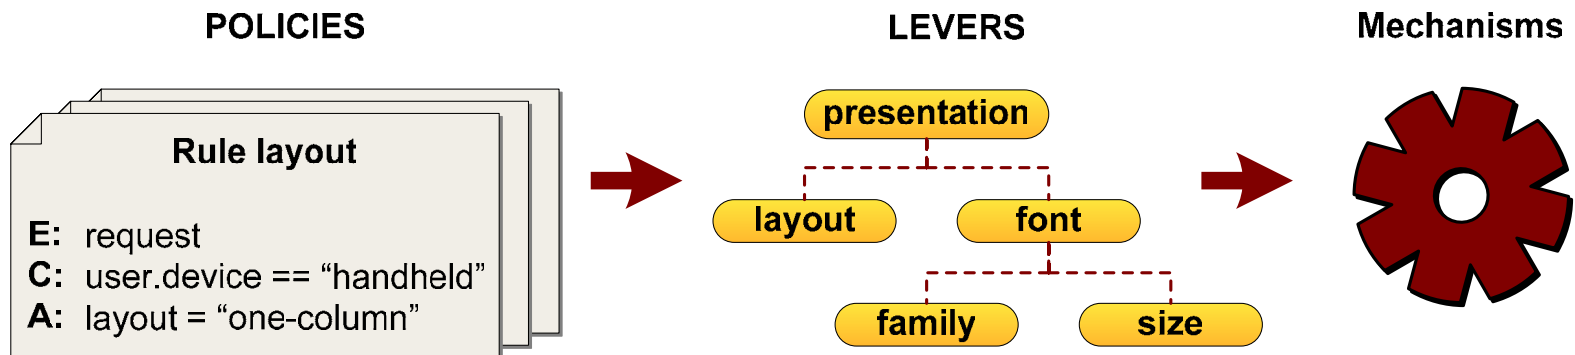 POLICIES
LEVERS
Mechanisms
Rule layout
E: request
C: user.device == “handheld”
A: layout = “one-column”
presentation
layout
font
family
size